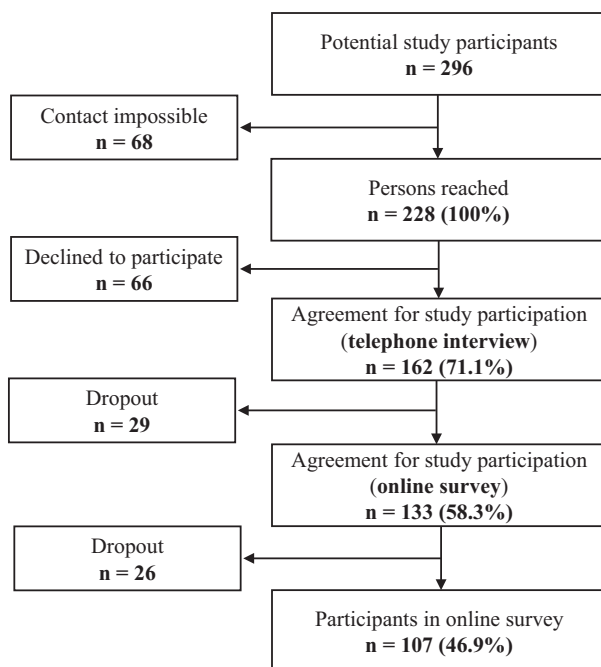 Potential study participants
n = 296
Contact impossible
n = 68
Persons reached
n = 228 (100%)
Declined to participate
n = 66
Agreement for study participation
(telephone interview)
n = 162 (71.1%)
Dropout
n = 29
Agreement for study participation
(online survey)
n = 133 (58.3%)
Dropout
n = 26
Participants in online survey
n = 107 (46.9%)